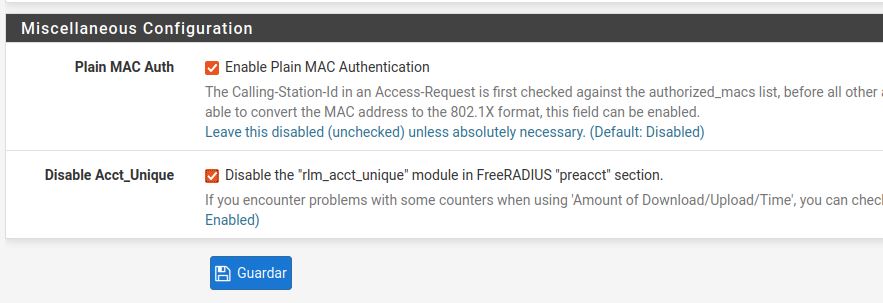 Miscellaneous Configuration
Plain MAC Auth Enable Plain MAC Authentication
The Calling-Station-Id in an Access-Request is first checked against the authorized_macs list, before all other
able to convert the MAC address to the 802.1X format, this field can be enabled.
Leave this disabled (unchecked) unless absolutely necessary. (Default: Disabled)
Disable Acct_Unique Disable the "rlm_acct_unique" module in FreeRADIUS "preacct" section.
If you encounter problems with some counters when using 'Amount of Download/Upload/Time', you can chec
Enabled)
Guardar